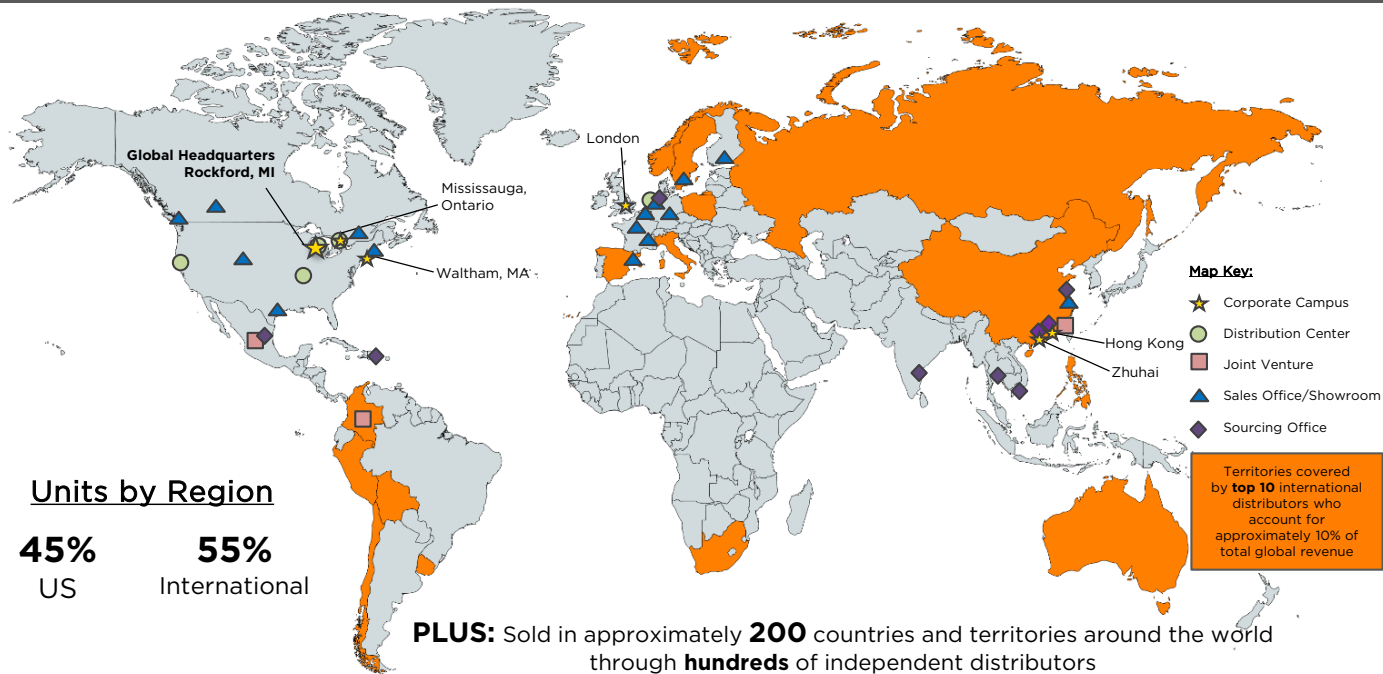 London
Global Headquarters
Rockford, MI
Mississauga,
Ontario
Waltham, MA
Map Key:
Corporate Campus
Distribution Center
Joint Venture
Sales Office/Showroom
Sourcing Office
Hong Kong
Zhuhai
Territories covered
by top 10 international
distributors who
account for
approximately 10% of
total global revenue
Units by Region
45%
US
55%
International
PLUS: Sold in approximately 200 countries and territories around the world
through hundreds of independent distributors